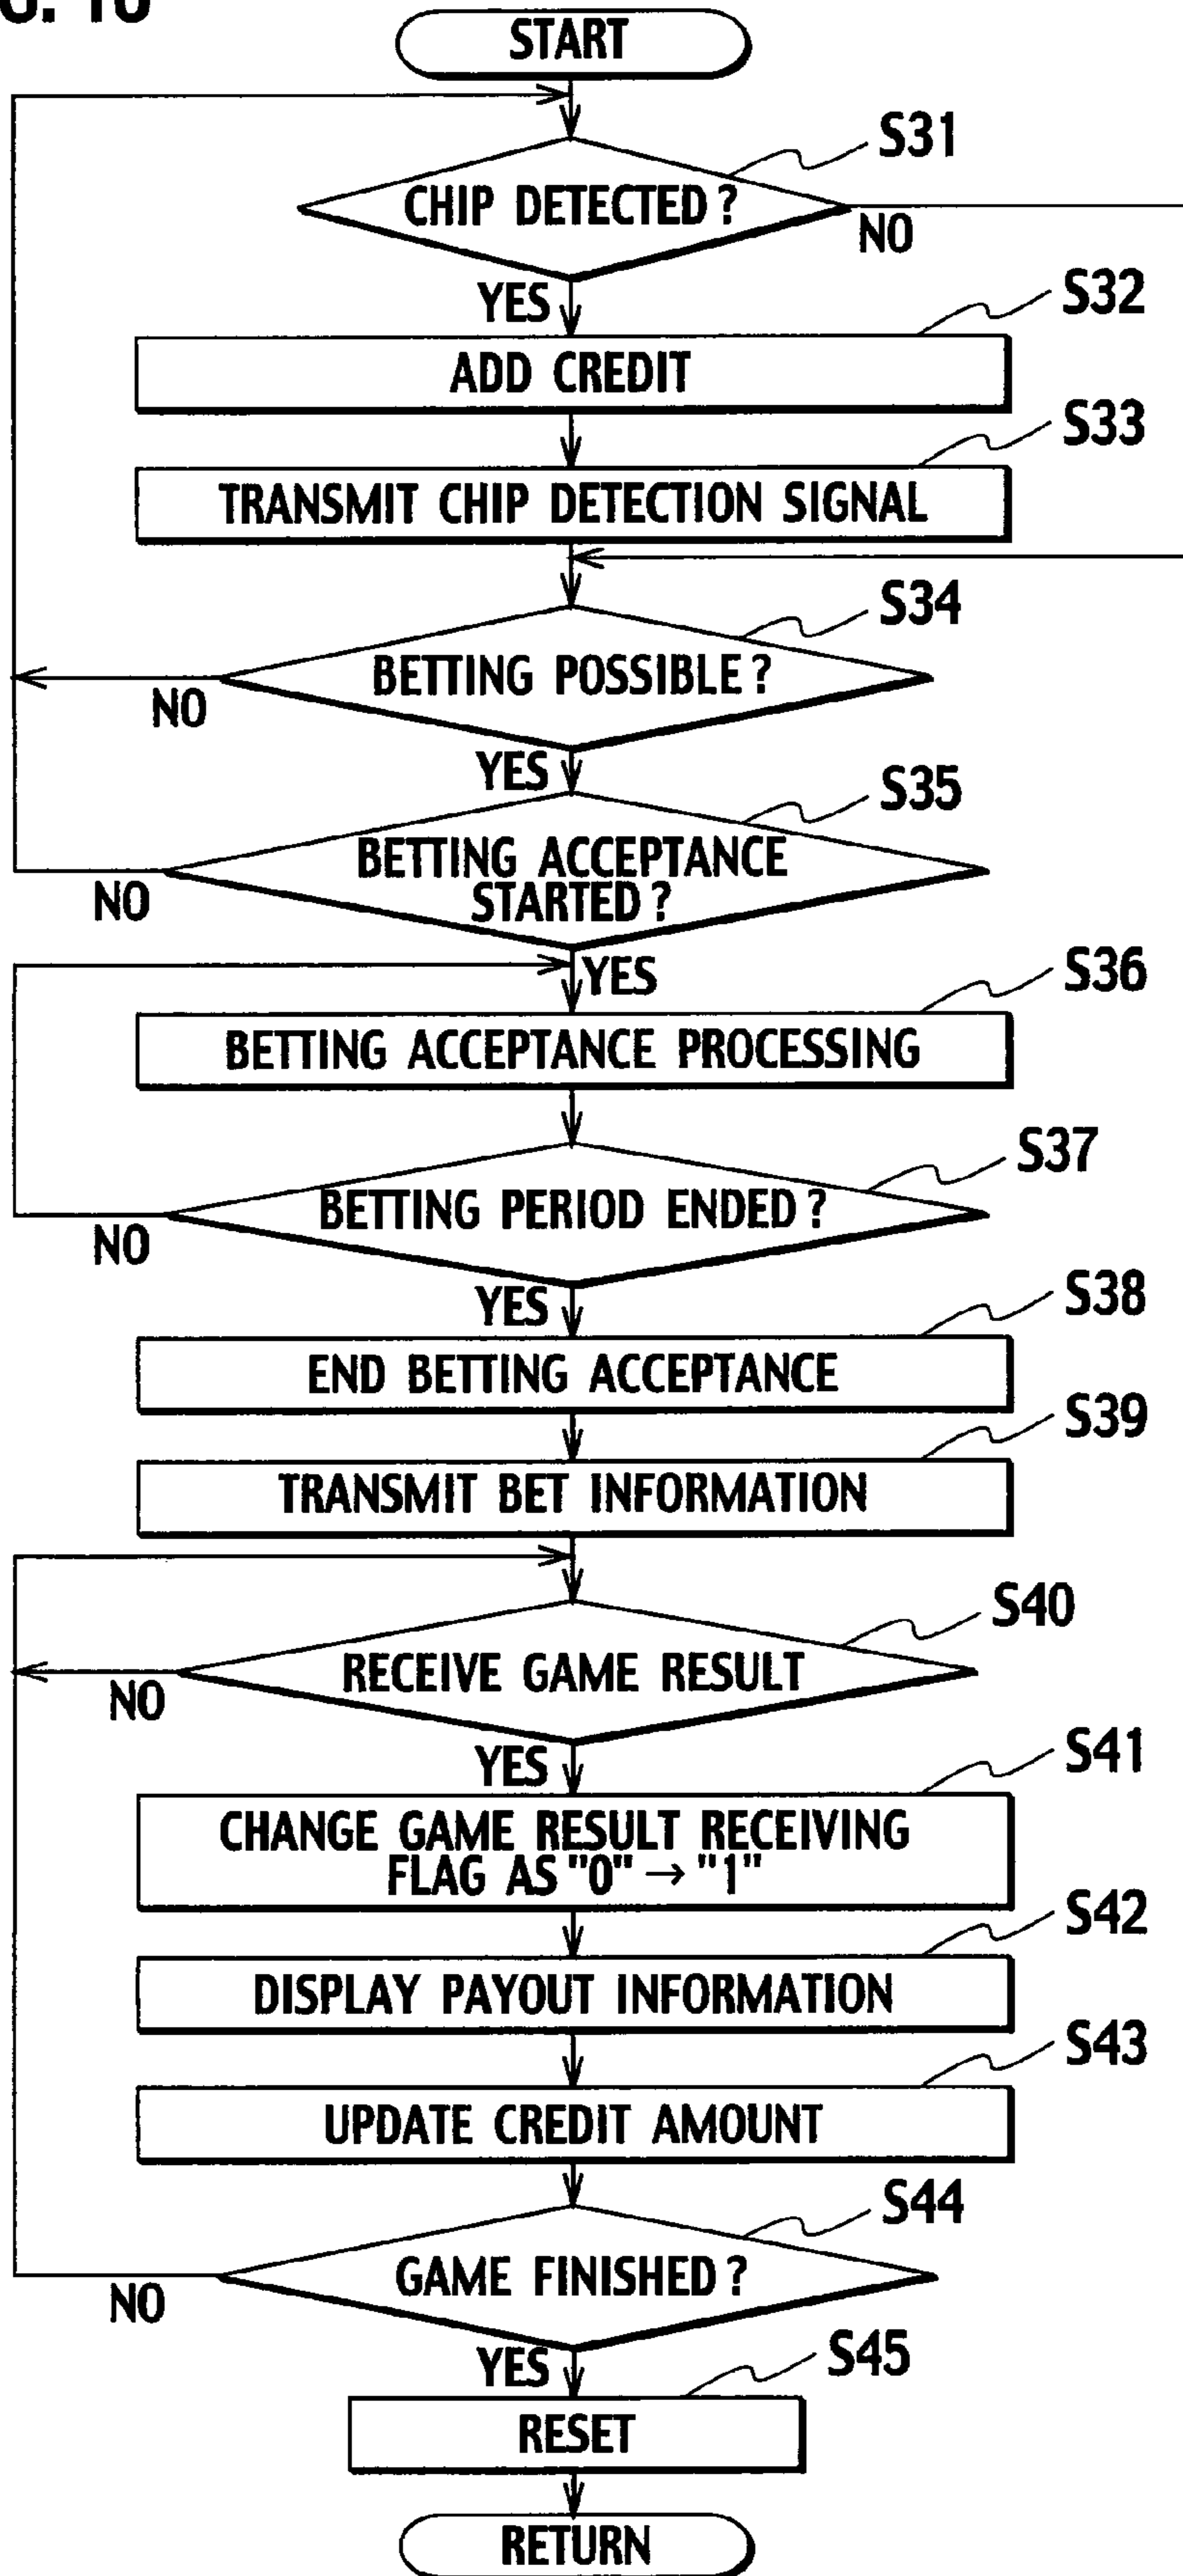 START
S31
CHIP DETECTED?
NO
YES
S32
ADD CREDIT
S33
TRANSMIT CHIP DETECTION SIGNAL
S34
BETTING POSSIBLE?
NO
YES
S35
BETTING ACCEPTANCE
STARTED?
NO
YES
S36
BETTING ACCEPTANCE PROCESSING
S37
BETTING PERIOD ENDED?
NO
YES
S38
END BETTING ACCEPTANCE
S39
TRANSMIT BET INFORMATION
S40
RECEIVE GAME RESULT
NO
YES
S41
CHANGE GAME RESULT RECEIVING
FLAG AS "0" → "1"
S42
DISPLAY PAYOUT INFORMATION
S43
UPDATE CREDIT AMOUNT
S44
GAME FINISHED?
NO
YES
S45
RESET
RETURN